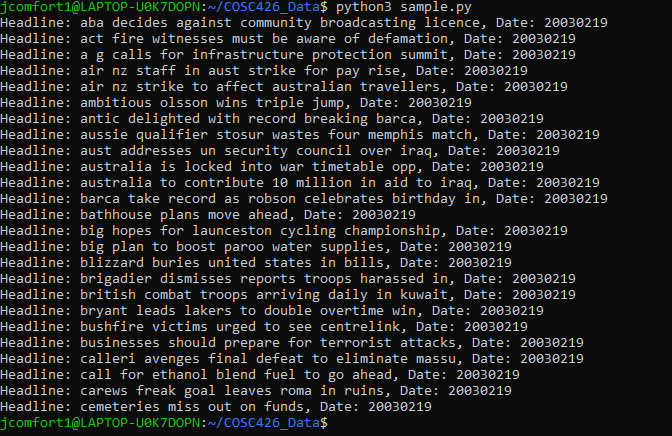 jcomfort1@LAPTOP-U0K7DOPN:~/COSC426_Data$ python3 sample.py
Headline: aba decides against community broadcasting licence, Date: 20030219
Headline: act fire witnesses must be aware of defamation, Date: 20030219
Headline: a g calls for infrastructure protection summit, Date: 20030219
Headline: air nz staff in aust strike for pay rise, Date: 20030219
Headline: air nz strike to affect australian travellers, Date: 20030219
Headline: ambitious olsson wins triple jump, Date: 20030219
Headline: antic delighted with record breaking barca, Date: 20030219
Headline: aussie qualifier stosur wastes four memphis match, Date: 20030219
Headline: aust addresses un security council over iraq, Date: 20030219
Headline: australia is locked into war timetable opp, Date: 20030219
Headline: australia to contribute 10 million in aid to iraq, Date: 20030219
Headline: barca take record as robson celebrates birthday in, Date: 20030219
Headline: bathhouse plans move ahead, Date: 20030219
Headline: big hopes for launceston cycling championship, Date: 20030219
Headline: big plan to boost paroo water supplies, Date: 20030219
Headline: blizzard buries united states in bills, Date: 20030219
Headline: brigadier dismisses reports troops harassed in, Date: 20030219
Headline: british combat troops arriving daily in kuwait, Date: 20030219
Headline: bryant leads lakers to double overtime win, Date: 20030219
Headline: bushfire victims urged to see centrelink, Date: 20030219
Headline: businesses should prepare for terrorist attacks, Date: 20030219
Headline: calleri avenges final defeat to eliminate massu, Date: 20030219
Headline: call for ethanol blend fuel to go ahead, Date: 20030219
Headline: carews freak goal leaves roma in ruins, Date: 20030219
Headline: cemeteries miss out on funds, Date: 20030219
jcomfort1@LAPTOP-U0K7DOPN:~/COSC426_Data$